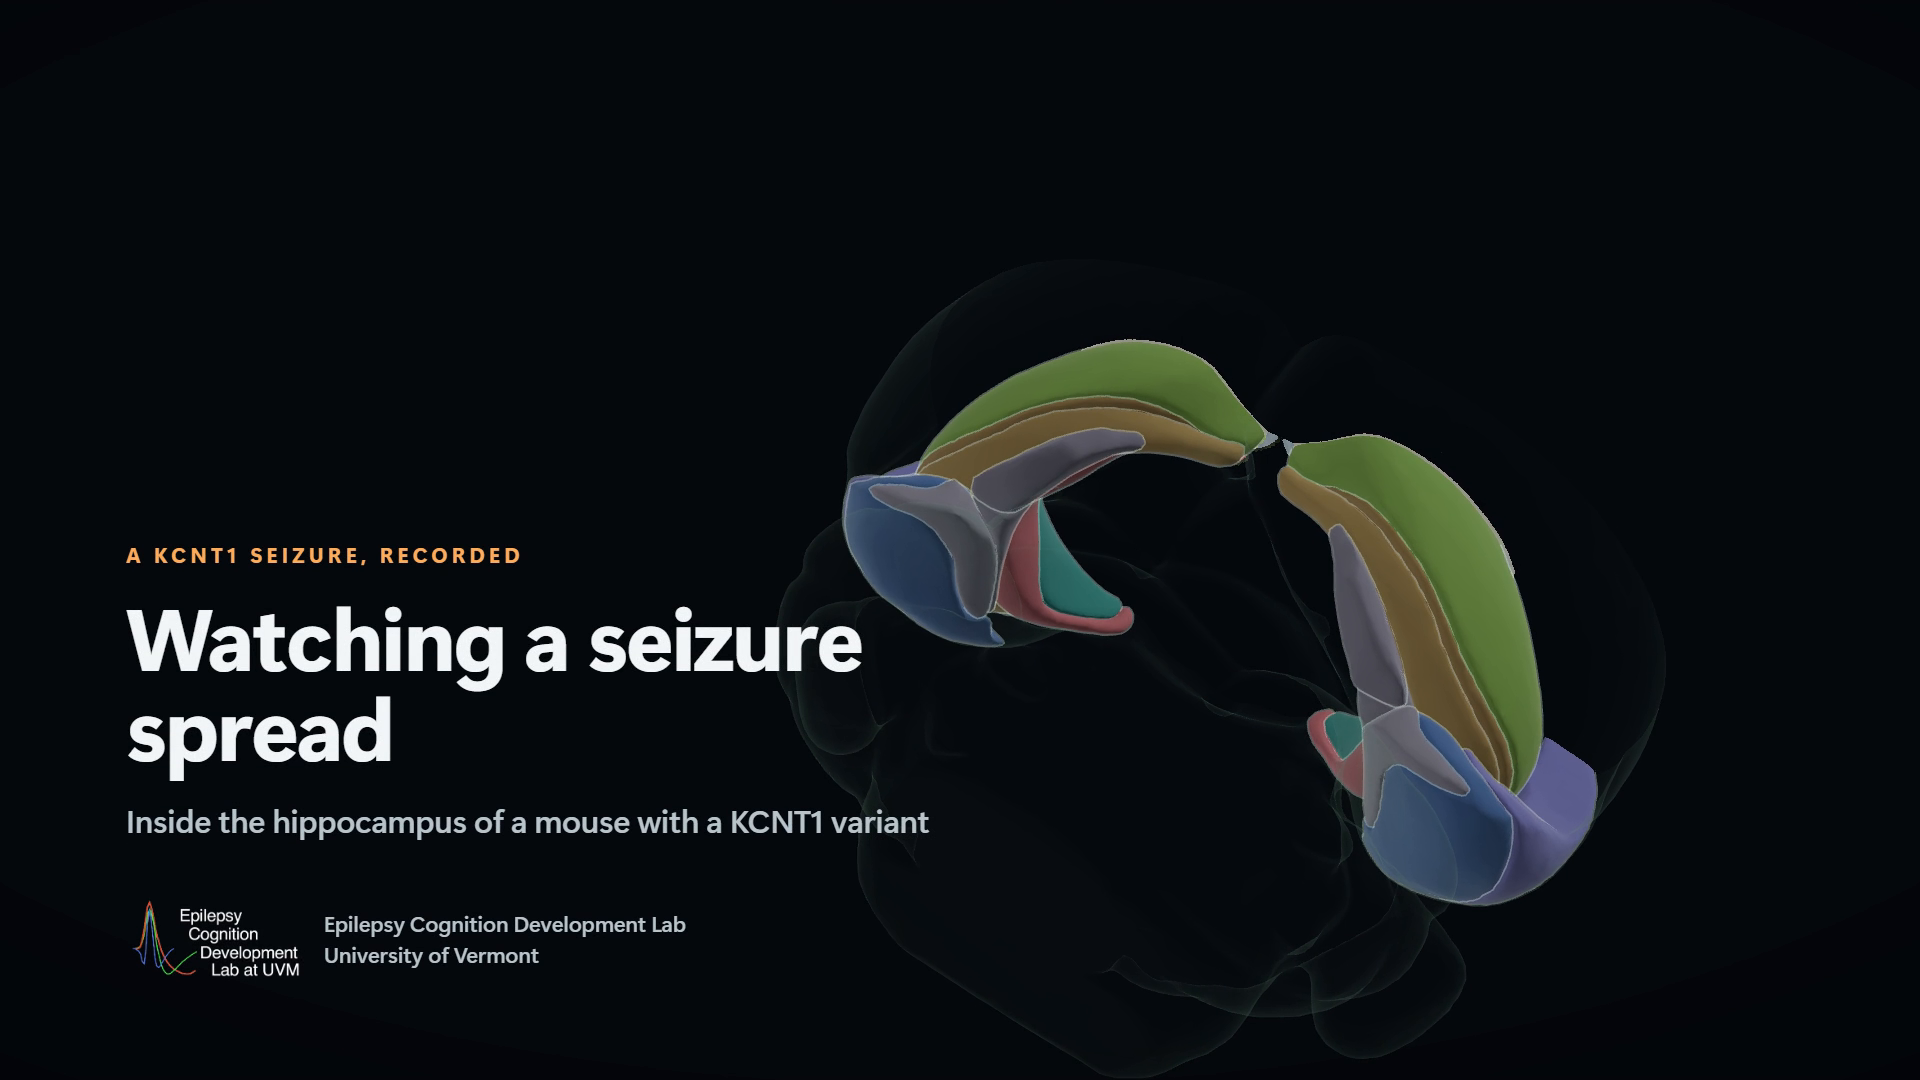 A KCNT1 SEIZURE, RECORDED
Watching a seizure
spread
Inside the hippocampus of a mouse with a KCNT1 variant
Epilepsy
Cognition
Development
Lab at UVM
Epilepsy Cognition Development Lab
University of Vermont